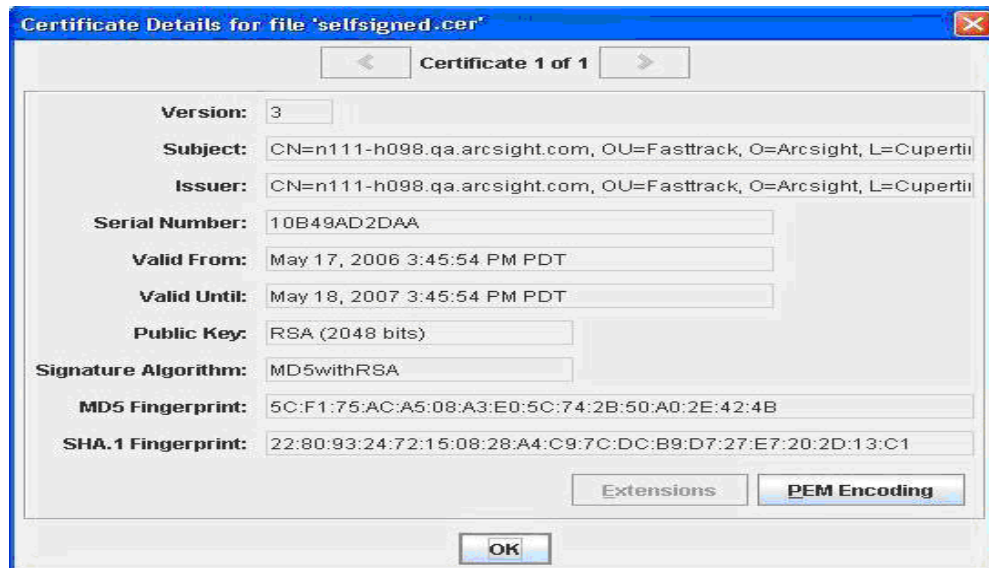 Certificate Details for file 'selfsigned.cer'
< Certificate 1 of 1 >
Version: 3
Subject: CN=n111-h098.qa.arcsight.com, OU=Fasttrack, O=Arcsight, L=Cupertin
Issuer: CN=n111-h098.qa.arcsight.com, OU=Fasttrack, O=Arcsight, L=Cupertin
Serial Number: 10B49AD2DAA
Valid From: May 17, 2006 3:45:54 PM PDT
Valid Until: May 18, 2007 3:45:54 PM PDT
Public Key: RSA (2048 bits)
Signature Algorithm: MD5withRSA
MD5 Fingerprint: 5C:F1:75:AC:A5:08:A3:E0:5C:74:2B:50:A0:2E:42:4B
SHA.1 Fingerprint: 22:80:93:24:72:15:08:28:A4:C9:7C:DC:B9:D7:27:E7:20:2D:13:C1
Extensions PEM Encoding
OK